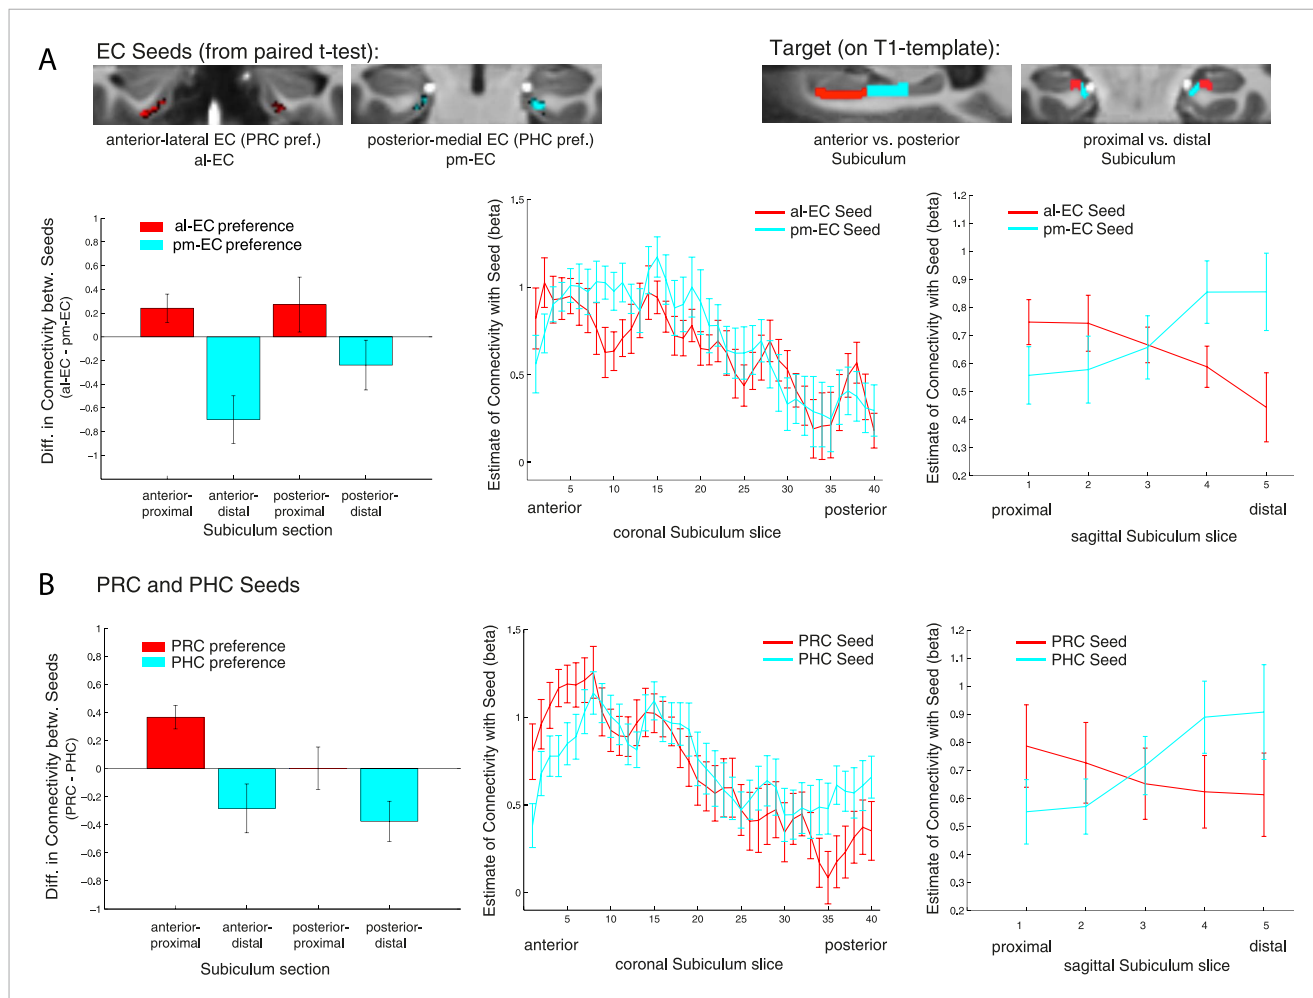 A
EC Seeds (from paired t-test):
Target (on T1-template):
anterior-lateral EC (PRC pref.)
al-EC
posterior-medial EC (PHC pref.)
pm-EC
anterior vs. posterior
Subiculum
proximal vs. distal
Subiculum
Diff. in Connectivity betw. Seeds
(al-EC - pm-EC)
1
0.8
0.6
0.4
0.2
0
−0.2
−0.4
−0.6
−0.8
−1
al-EC preference
pm-EC preference
anterior-
proximal
anterior-
distal
posterior-
proximal
posterior-
distal
Subiculum section
Estimate of Connectivity with Seed (beta)
1.5
1
0.5
0
al-EC Seed
pm-EC Seed
5 10 15 20 25 30 35 40
anterior posterior
coronal Subiculum slice
Estimate of Connectivity with Seed (beta)
1.2
1.1
1
0.9
0.8
0.7
0.6
0.5
0.4
0.3
0.2
al-EC Seed
pm-EC Seed
1 2 3 4 5
proximal distal
sagittal Subiculum slice
B
PRC and PHC Seeds
Diff. in Connectivity betw. Seeds
(PRC - PHC)
1
0.8
0.6
0.4
0.2
0
−0.2
−0.4
−0.6
−0.8
−1
PRC preference
PHC preference
anterior-
proximal
anterior-
distal
posterior-
proximal
posterior-
distal
Subiculum section
Estimate of Connectivity with Seed (beta)
1.5
1
0.5
0
PRC Seed
PHC Seed
5 10 15 20 25 30 35 40
anterior posterior
coronal Subiculum slice
Estimate of Connectivity with Seed (beta)
1.2
1.1
1
0.9
0.8
0.7
0.6
0.5
0.4
0.3
0.2
PRC Seed
PHC Seed
1 2 3 4 5
proximal distal
sagittal Subiculum slice